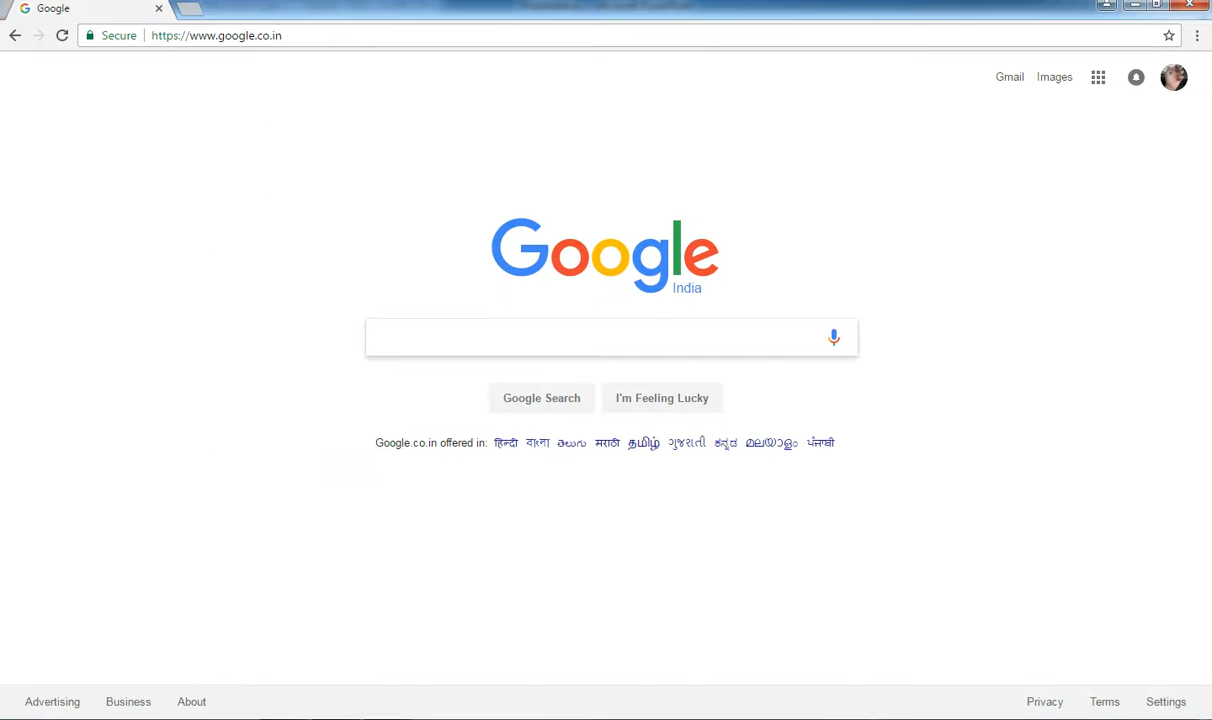 Google
Secure https://www.google.co.in
Gmail Images
Google
India
Google Search I'm Feeling Lucky
Google.co.in offered in: हिन्दी বাংলা తెలుగు मराठी தமிழ் ગુજરાતી ಕನ್ನಡ മലയാളം ਪੰਜਾਬੀ
Advertising Business About Privacy Terms Settings